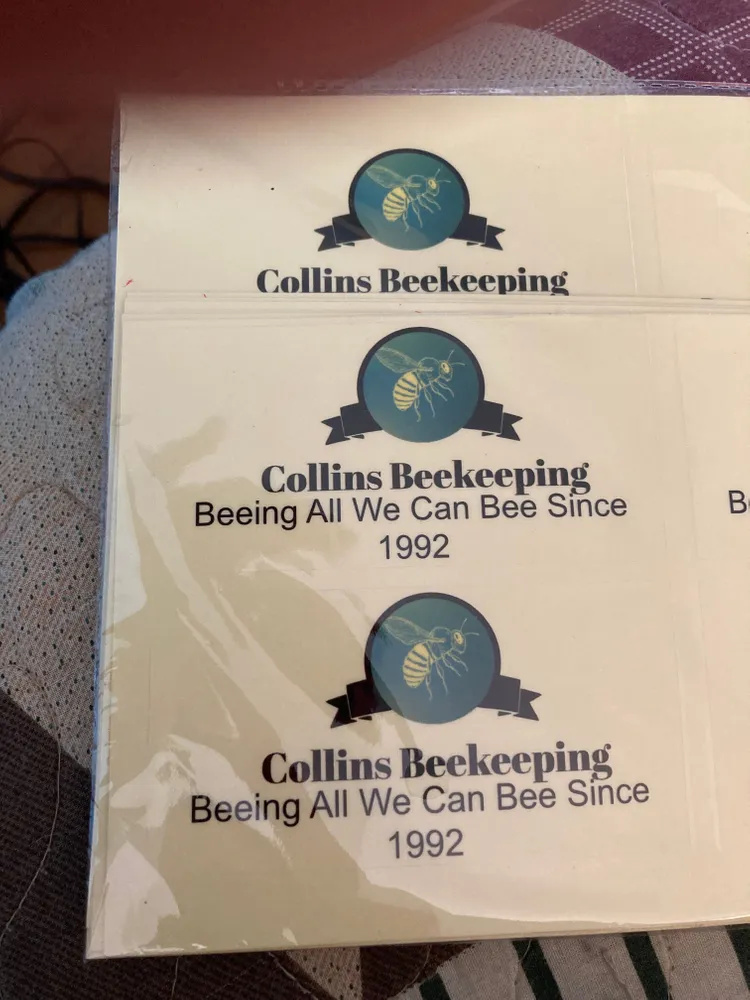 Collins Beekeeping
Collins Beekeeping
Beeing All We Can Bee Since
1992
Collins Beekeeping
Beeing All We Can Bee Since
1992